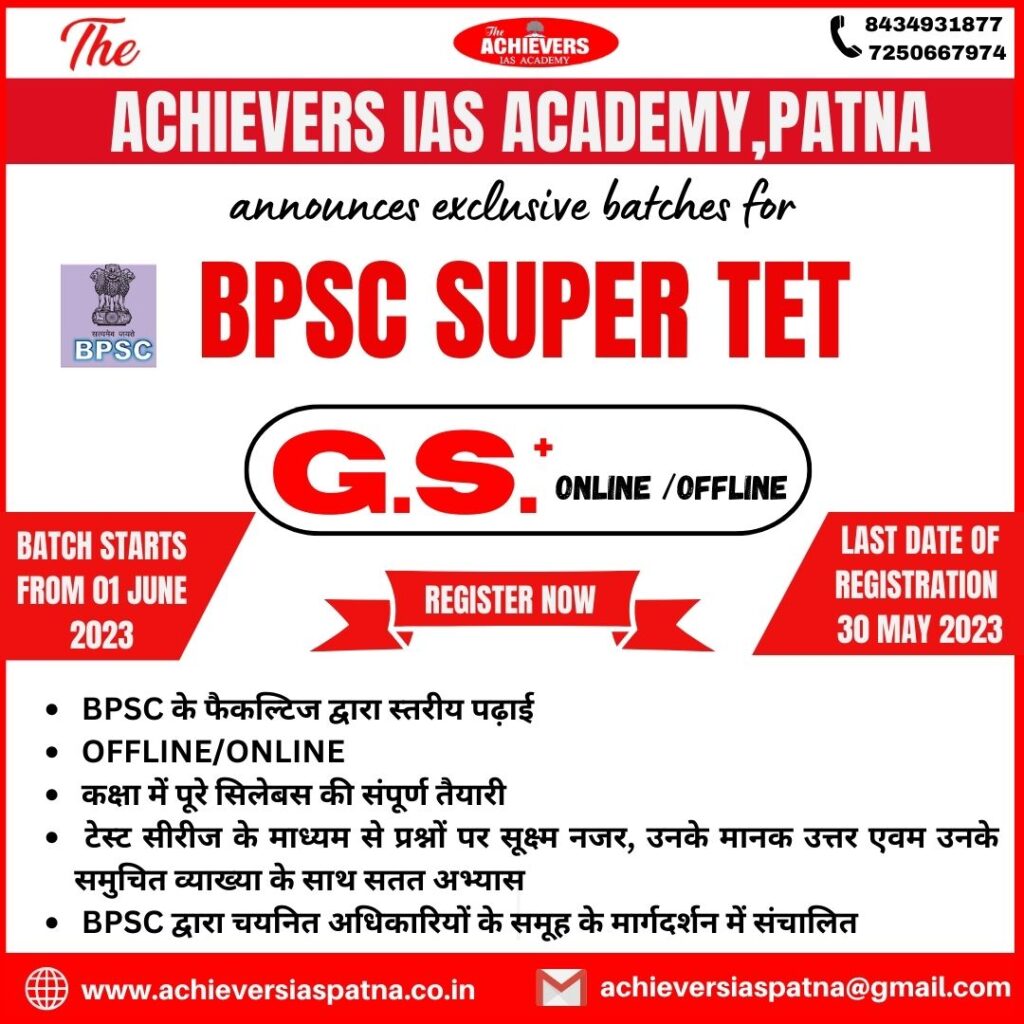 The
The
ACHIEVERS
IAS ACADEMY
8434931877
7250667974
ACHIEVERS IAS ACADEMY,PATNA
announces exclusive batches for
सत्यमेव जयते
BPSC
BPSC SUPER TET
G.S.+ ONLINE /OFFLINE
BATCH STARTS
FROM 01 JUNE
2023
REGISTER NOW
LAST DATE OF
REGISTRATION
30 MAY 2023
• BPSC के फैकल्टिज द्वारा स्तरीय पढ़ाई
• OFFLINE/ONLINE
• कक्षा में पूरे सिलेबस की संपूर्ण तैयारी
• टेस्ट सीरीज के माध्यम से प्रश्नों पर सूक्ष्म नजर, उनके मानक उत्तर एवम उनके
समुचित व्याख्या के साथ सतत अभ्यास
• BPSC द्वारा चयनित अधिकारियों के समूह के मार्गदर्शन में संचालित
www.achieversiaspatna.co.in
achieversiaspatna@gmail.com